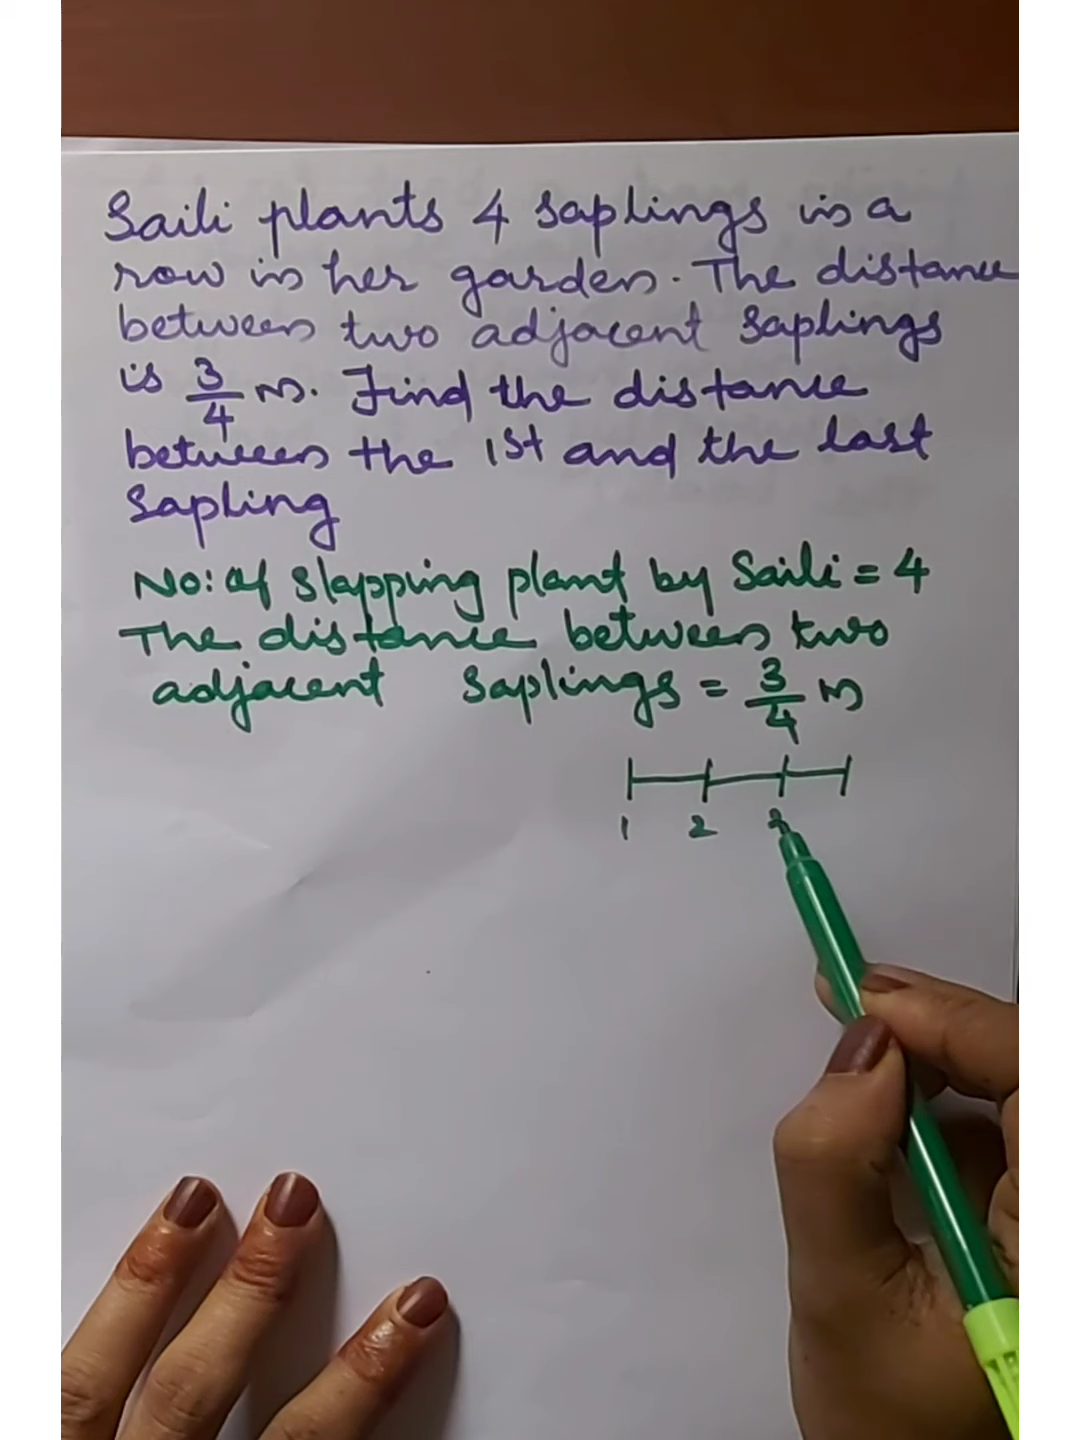 Saili plants 4 saplings in a
row in her garden. The distance
between two adjacent saplings
is 3/4 m. Find the distance
between the 1st and the last
sapling
No: of slapping plant by Saili = 4
The distance between two
adjacent saplings = 3/4 m
1 2 3